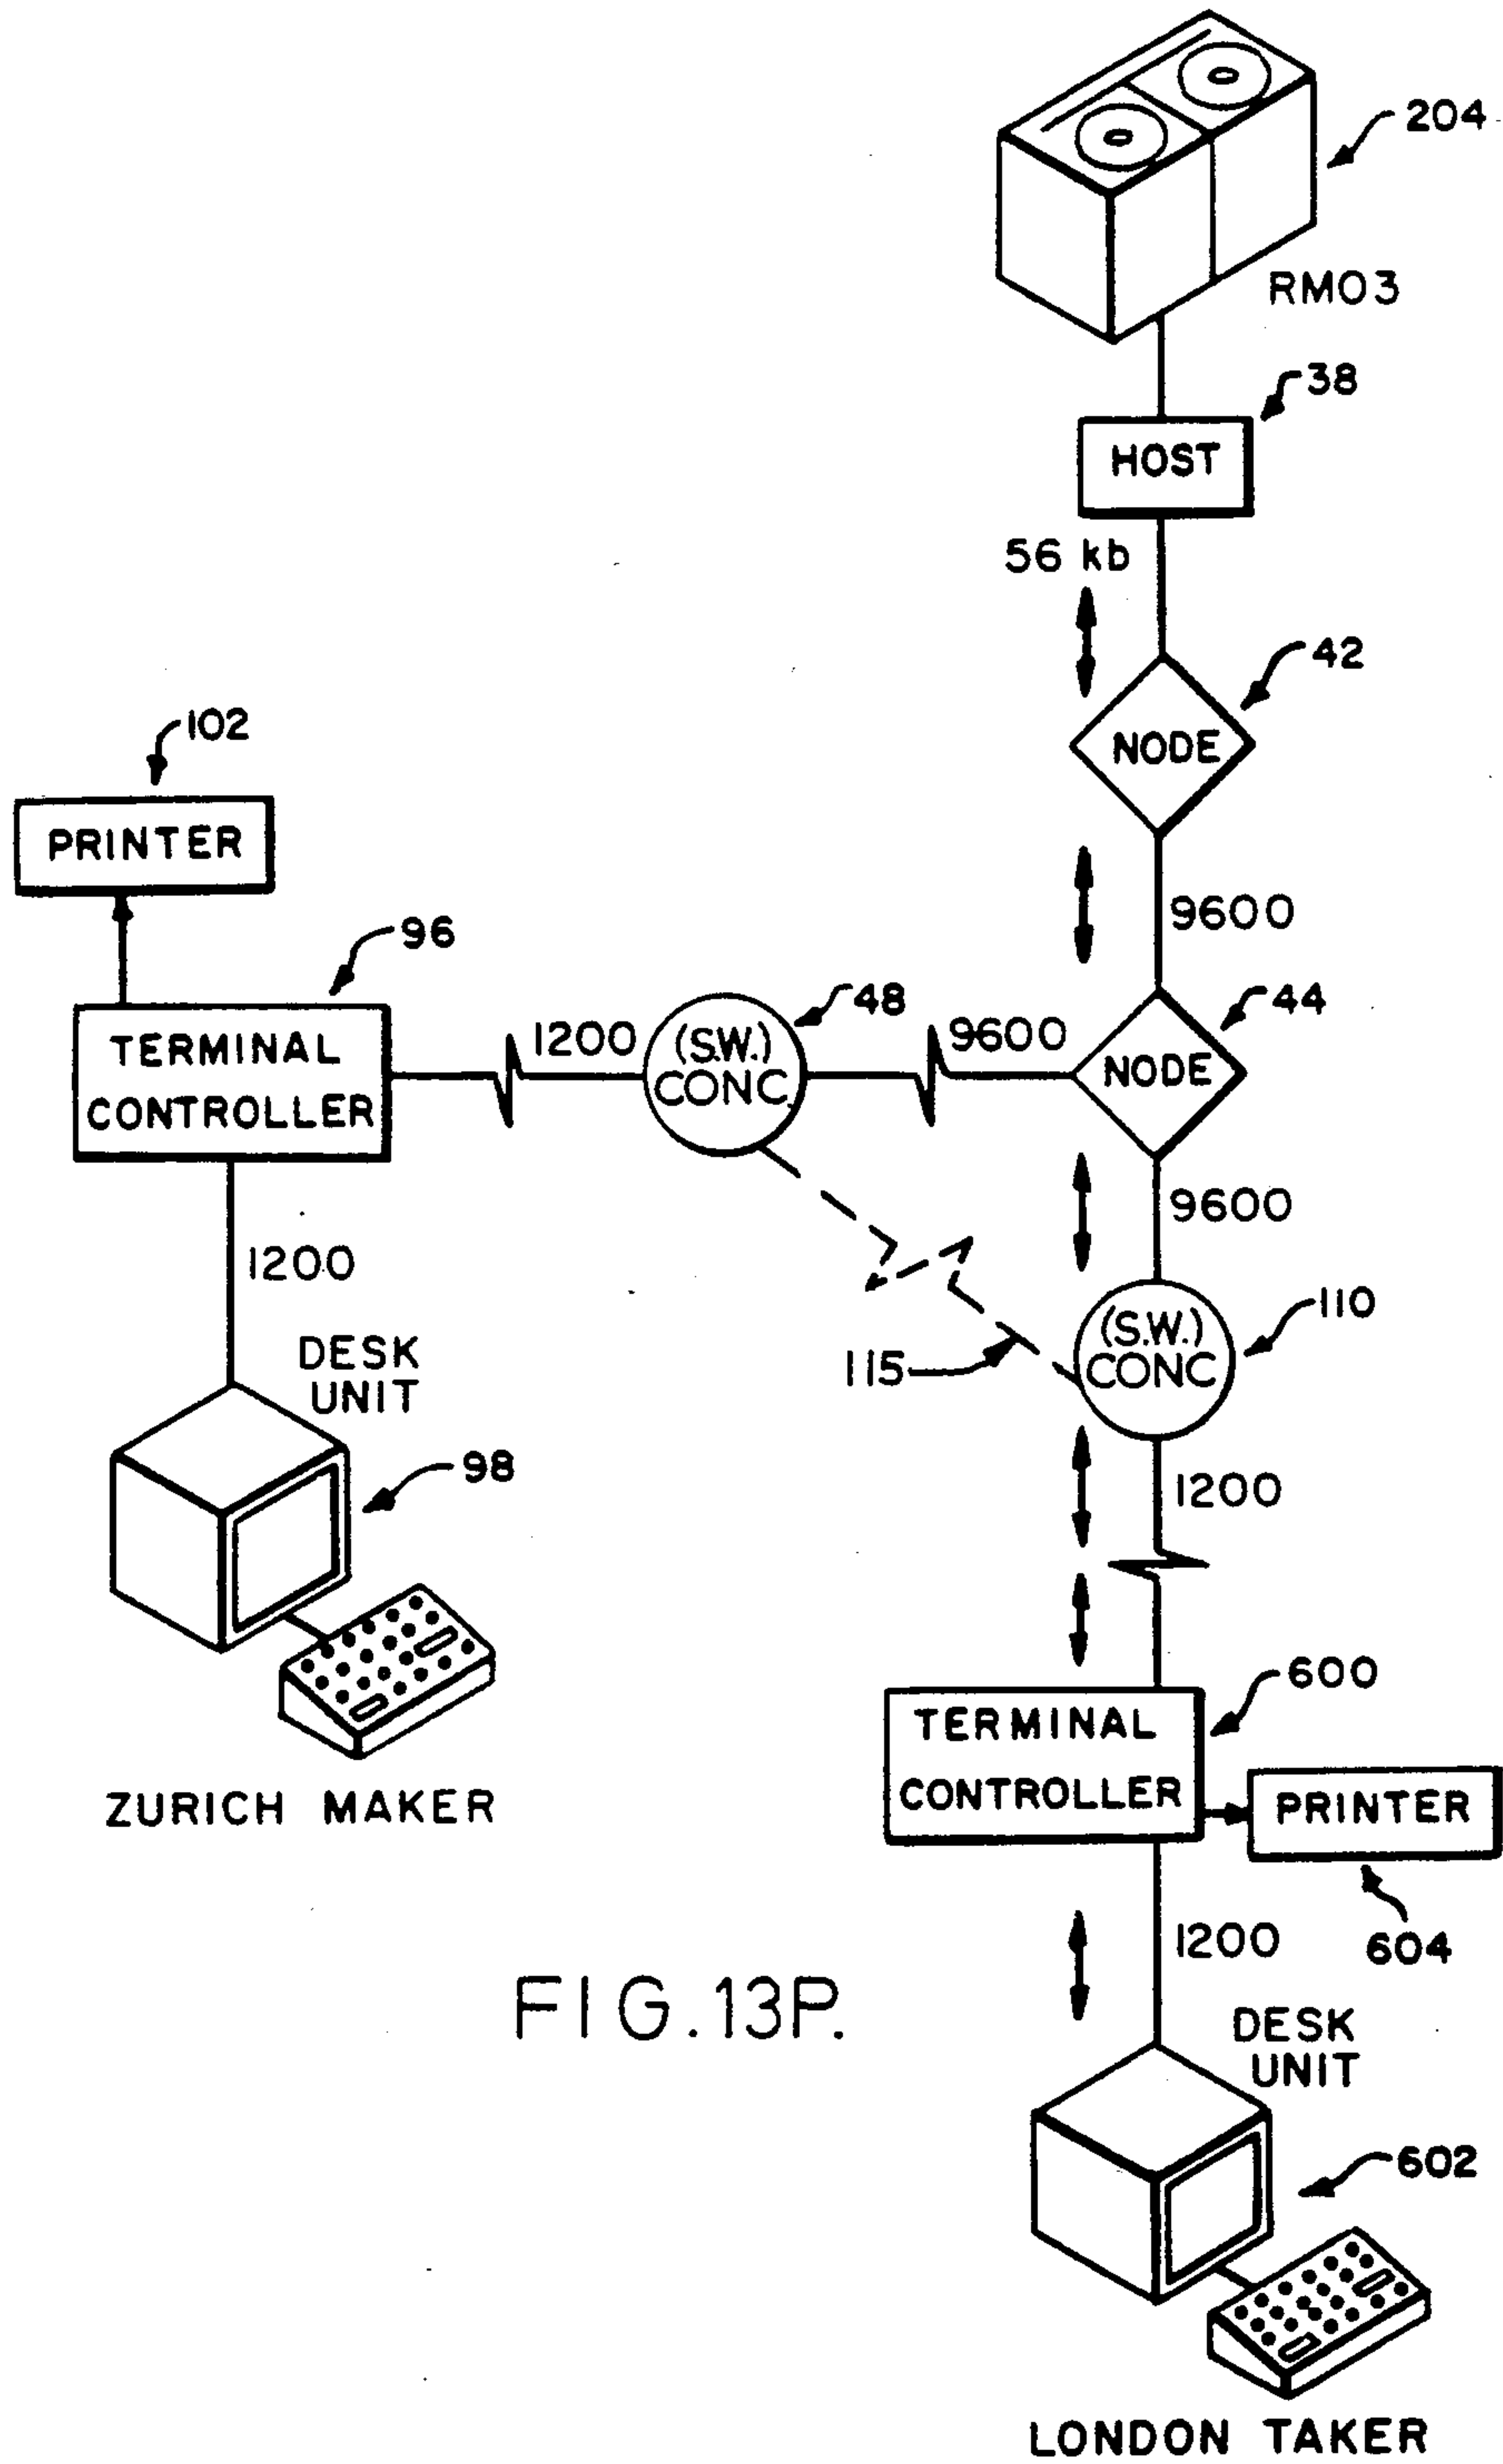 204
RM03
38
HOST
56 kb
42
NODE
102
PRINTER
9600
96
48
44
TERMINAL
CONTROLLER
1200
(S.W.)
CONC.
9600
NODE
9600
1200
110
(S.W.)
CONC
115
DESK
UNIT
98
1200
600
TERMINAL
CONTROLLER
PRINTER
ZURICH MAKER
604
1200
FIG.13P.
DESK
UNIT
602
LONDON TAKER